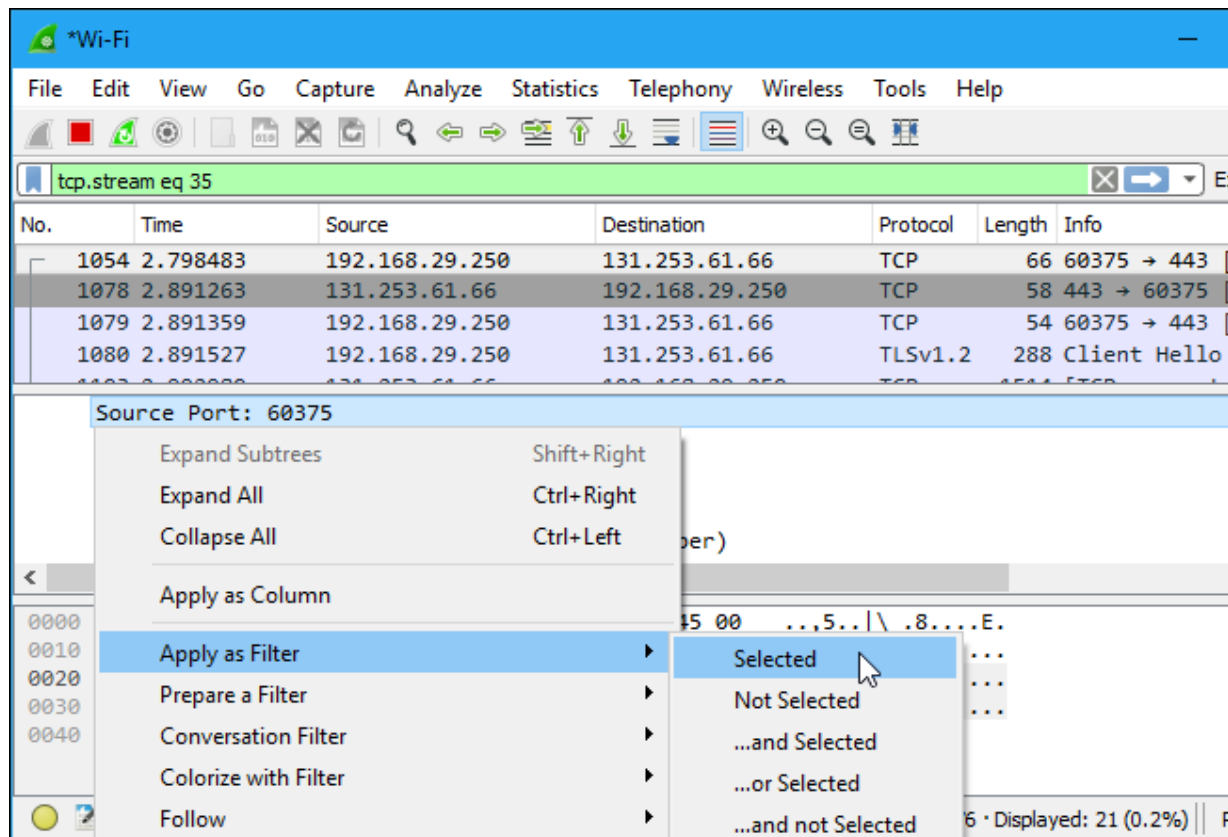 *Wi-Fi
File Edit View Go Capture Analyze Statistics Telephony Wireless Tools Help
tcp.stream eq 35
No. Time Source Destination Protocol Length Info
1054 2.798483 192.168.29.250 131.253.61.66 TCP 66 60375 → 443 [
1078 2.891263 131.253.61.66 192.168.29.250 TCP 58 443 → 60375 [
1079 2.891359 192.168.29.250 131.253.61.66 TCP 54 60375 → 443 [
1080 2.891527 192.168.29.250 131.253.61.66 TLSv1.2 288 Client Hello
Source Port: 60375
Expand Subtrees Shift+Right
Expand All Ctrl+Right
Collapse All Ctrl+Left
ber)
Apply as Column
0000 45 00 ..,5..|\ .8....E.
0010 Apply as Filter Selected ...
0020 Prepare a Filter Not Selected ...
0030 ...
0040 Conversation Filter ...and Selected
Colorize with Filter ...or Selected
Follow ...and not Selected 6 · Displayed: 21 (0.2%)